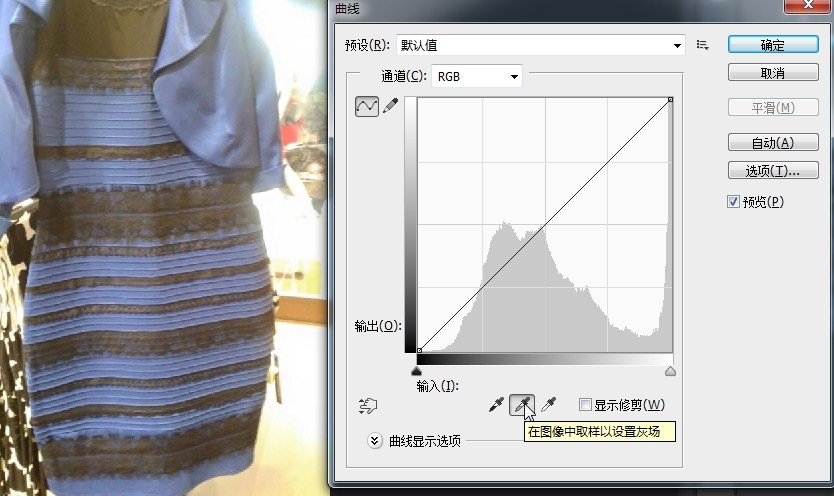 曲线
预设(R): 默认值
确定
通道(C): RGB
取消
平滑(M)
自动(A)
选项(T)...
预览(P)
输出(O):
输入(I):
显示修剪(W)
在图像中取样以设置灰场
曲线显示选项